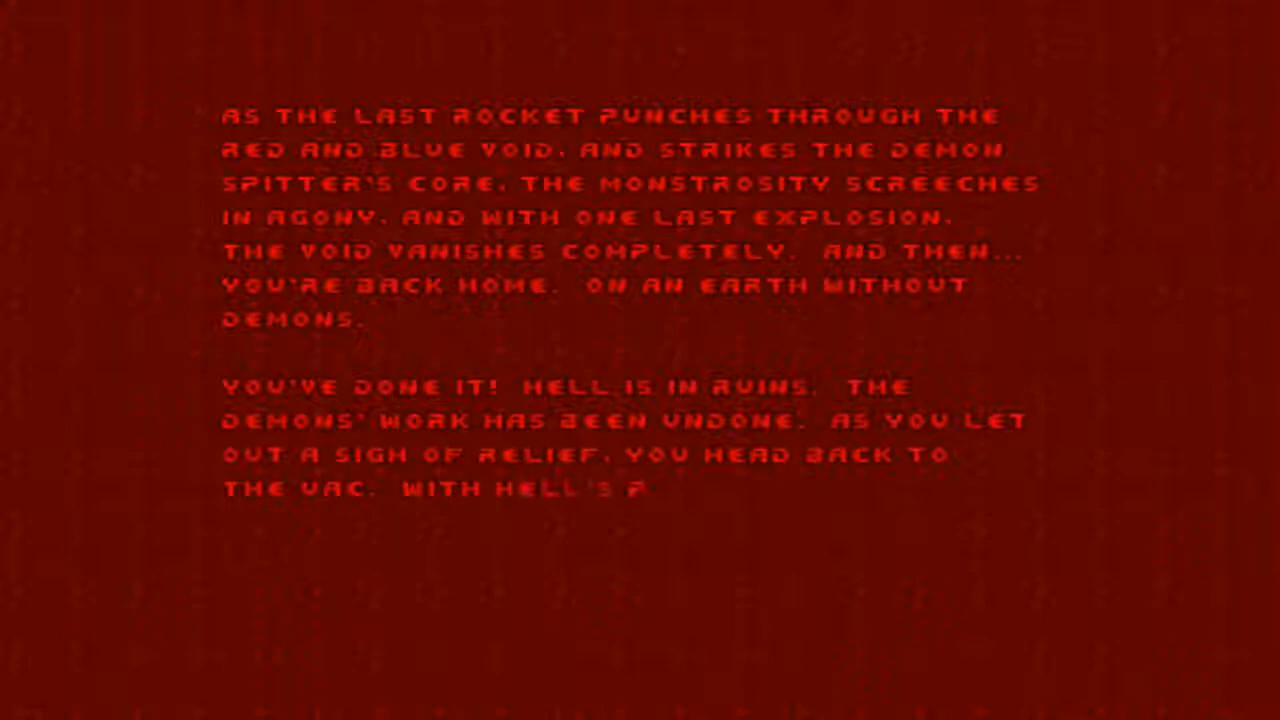 AS THE LAST ROCKET PUNCHES THROUGH THE
RED AND BLUE VOID, AND STRIKES THE DEMON
SPITTER'S CORE, THE MONSTROSITY SCREECHES
IN AGONY, AND WITH ONE LAST EXPLOSION,
THE VOID VANISHES COMPLETELY.  AND THEN...
YOU'RE BACK HOME.  ON AN EARTH WITHOUT
DEMONS.
YOU'VE DONE IT!  HELL IS IN RUINS.  THE
DEMONS' WORK HAS BEEN UNDONE.  AS YOU LET
OUT A SIGH OF RELIEF, YOU HEAD BACK TO
THE UAC.  WITH HELL'S